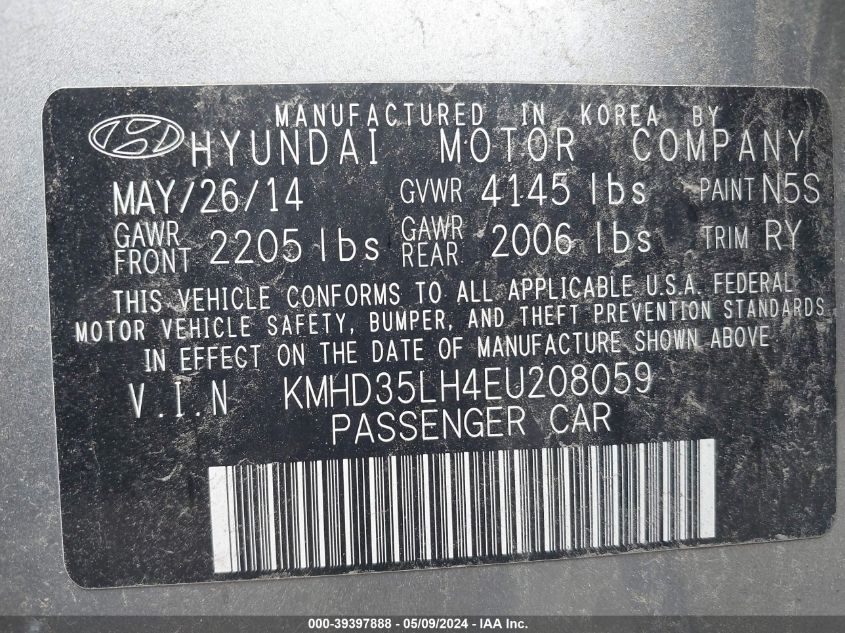 MANUFACTURED IN KOREA BY
HYUNDAI MOTOR COMPANY
MAY/26/14 GVWR 4145 lbs PAINT N5S
GAWR FRONT 2205 lbs GAWR REAR 2006 lbs TRIM RY
THIS VEHICLE CONFORMS TO ALL APPLICABLE U.S.A. FEDERAL
MOTOR VEHICLE SAFETY, BUMPER, AND THEFT PREVENTION STANDARDS
IN EFFECT ON THE DATE OF MANUFACTURE SHOWN ABOVE
V.I.N KMHD35LH4EU208059
PASSENGER CAR
000-39397888 - 05/09/2024 - IAA Inc.